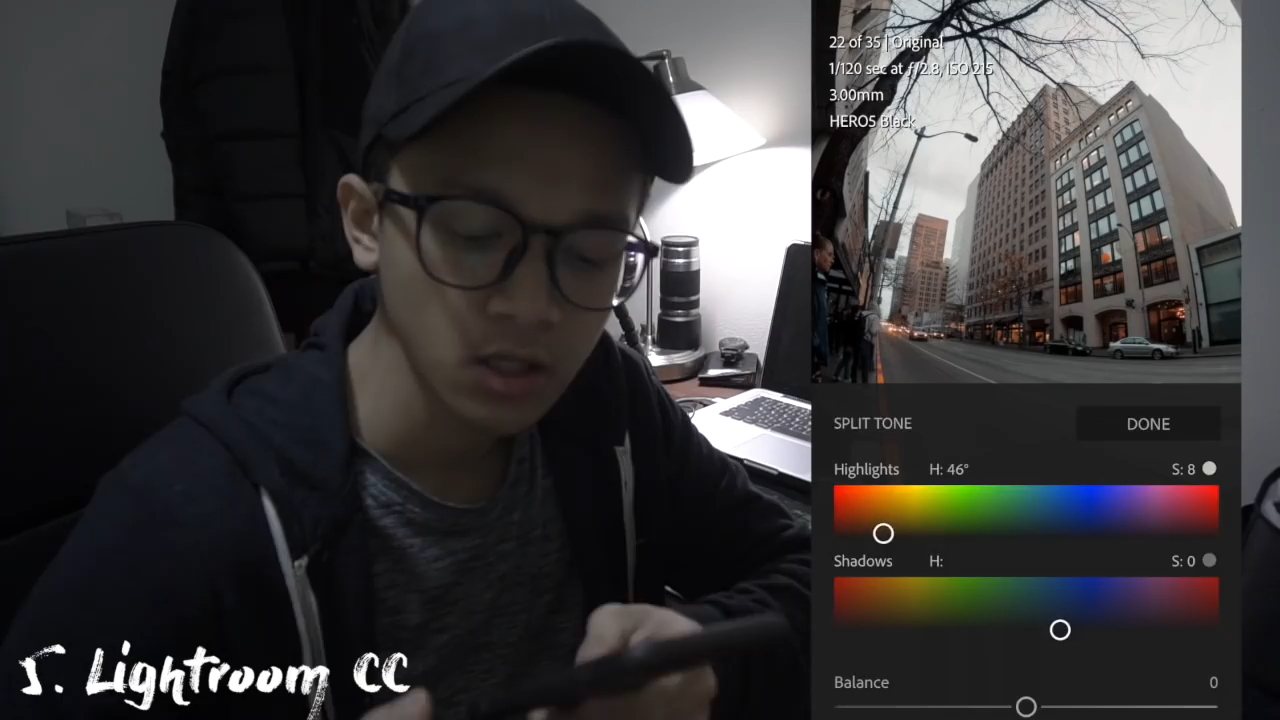 22 of 35 | Original
1/120 sec at ƒ/2.8, ISO 215
3.00mm
HERO5 Black
SPLIT TONE
DONE
Highlights H: 46° S: 8
Shadows H: S: 0
Balance 0
5. Lightroom CC